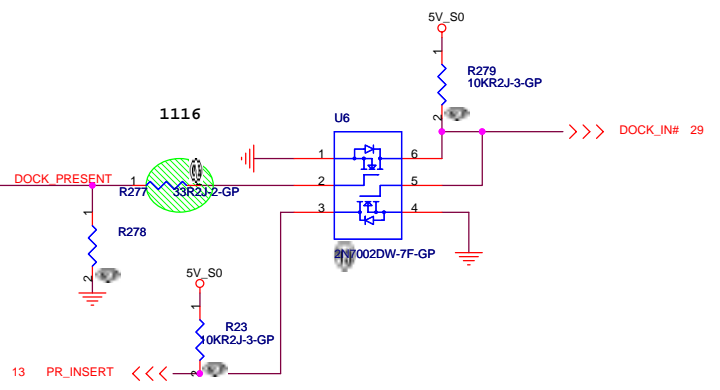 5V_S0
1
R279
10KR2J-3-GP
2
1116
U6
DOCK_IN# 29
1
6
DOCK_PRESENT
1
2
5
R277
33R2J-2-GP
3
4
1
R278
2
2N7002DW-7F-GP
5V_S0
1
R23
10KR2J-3-GP
2
13 PR_INSERT